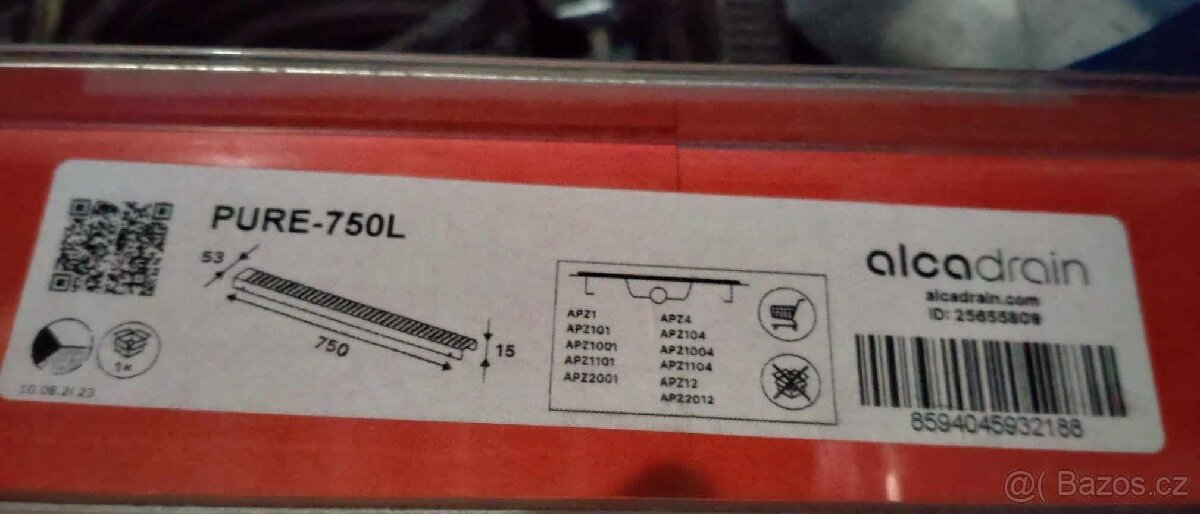 PURE-750L
53
750
15
1x
APZ1
APZ101
APZ1001
APZ1101
APZ2001
APZ4
APZ104
APZ1004
APZ1104
APZ12
APZ2012
alcadrain
alcadrain.com
ID: 25655809
8594045932188
@( Bazos.cz